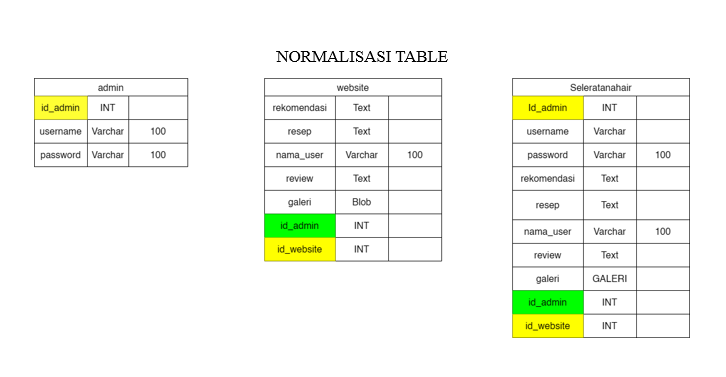 NORMALISASI TABLE
admin
id_admin INT
username Varchar 100
password Varchar 100
website
rekomendasi Text
resep Text
nama_user Varchar 100
review Text
galeri Blob
id_admin INT
id_website INT
Seleratanahair
Id_admin INT
username Varchar
password Varchar 100
rekomendasi Text
resep Text
nama_user Varchar 100
review Text
galeri GALERI
id_admin INT
id_website INT